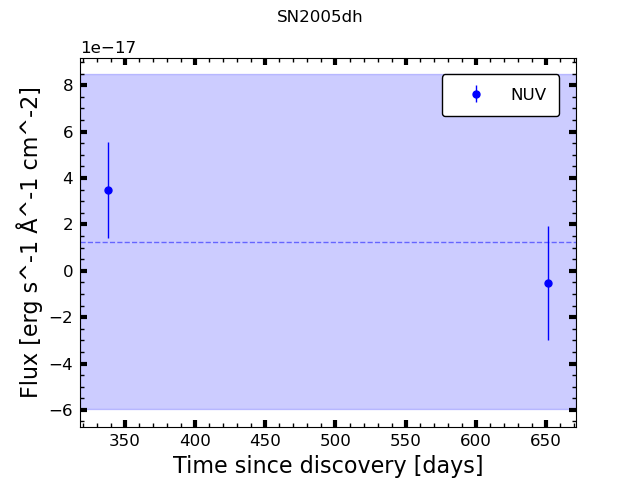 SN2005dh
1e−17
8
6
4
2
0
−2
−4
−6
Flux [erg s^-1 Å^-1 cm^-2]
NUV
350 400 450 500 550 600 650
Time since discovery [days]